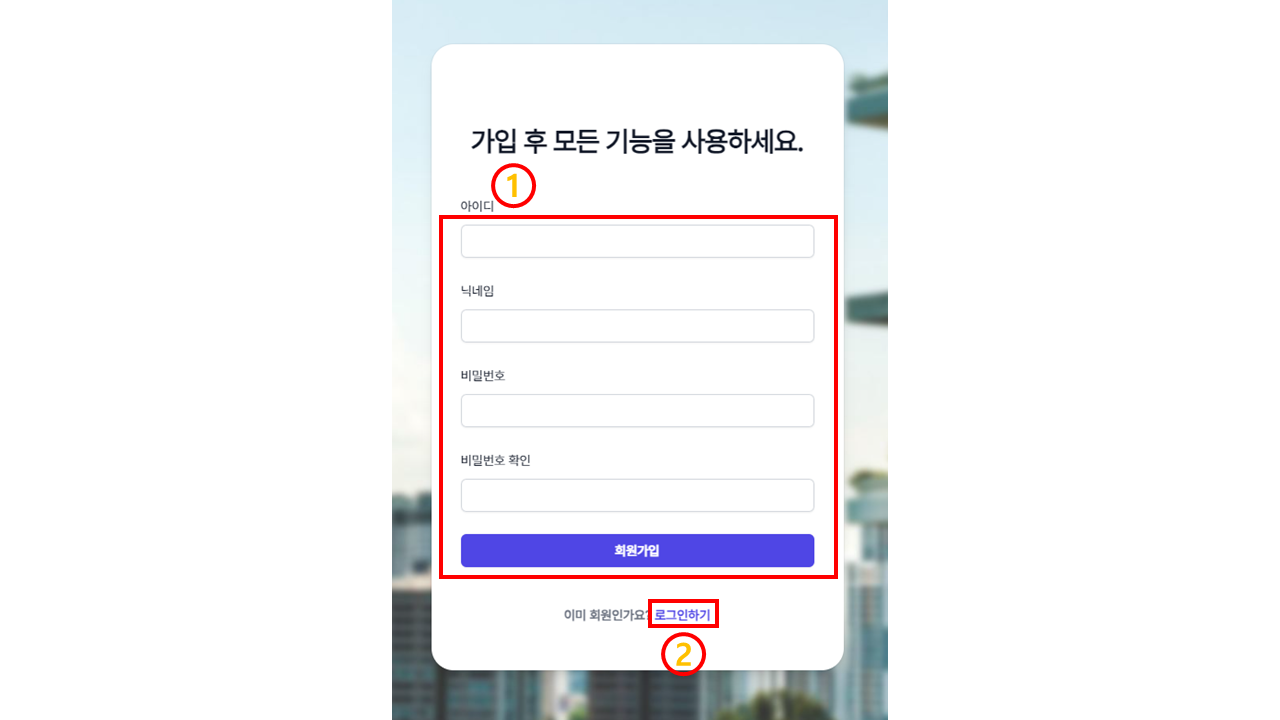 가입 후 모든 기능을 사용하세요.
1
아이디
닉네임
비밀번호
비밀번호 확인
회원가입
이미 회원인가요? 로그인하기
2